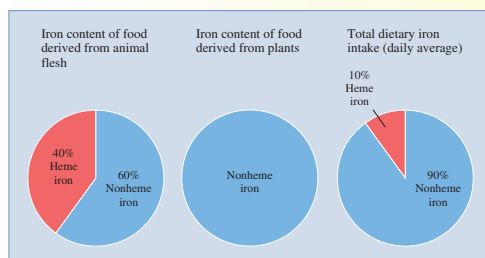 Iron content of food
derived from animal
flesh
Iron content of food
derived from plants
Total dietary iron
intake (daily average)
40%
Heme
iron
60%
Nonheme
iron
Nonheme
iron
10%
Heme
iron
90%
Nonheme
iron